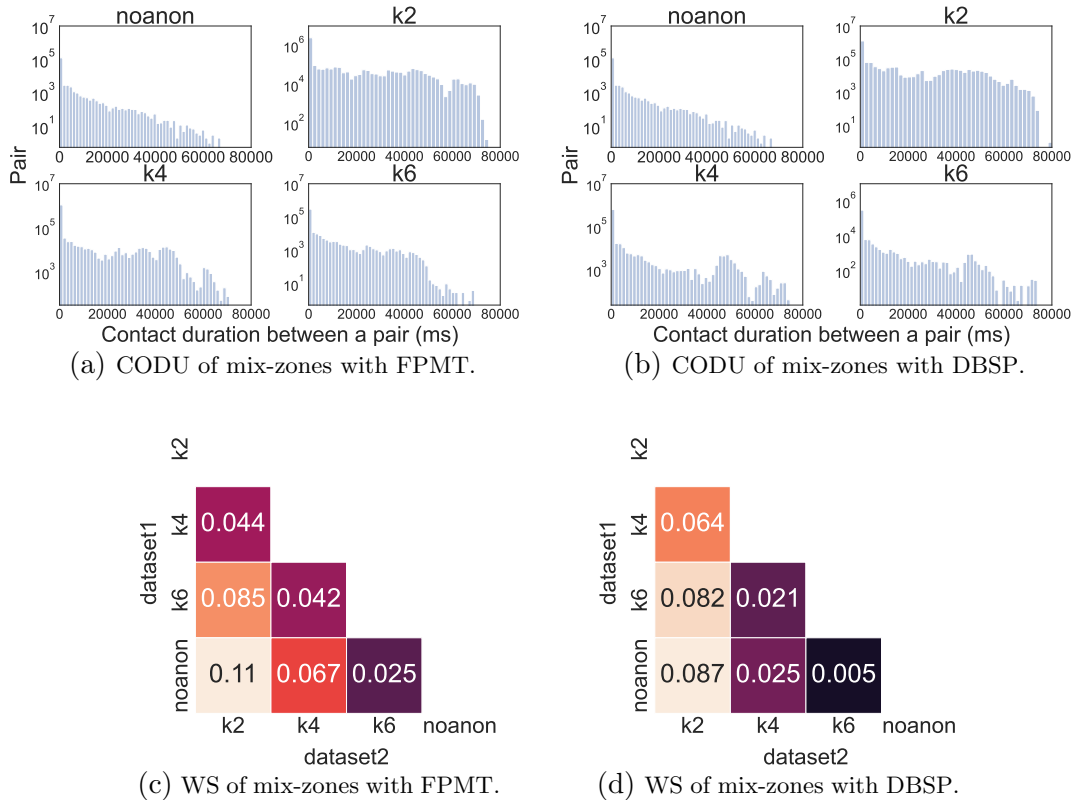 noanon k2
10^7 10^5 10^3 10^1
10^6 10^4 10^2
0 20000 40000 60000 80000
0 20000 40000 60000 80000
Pair
k4 k6
10^7 10^5 10^3
10^7 10^5 10^3 10^1
0 20000 40000 60000 80000
0 20000 40000 60000 80000
Contact duration between a pair (ms)
(a) CODU of mix-zones with FPMT.
noanon k2
10^7 10^5 10^3 10^1
10^7 10^5 10^3 10^1
0 20000 40000 60000 80000
0 20000 40000 60000 80000
Pair
k4 k6
10^7 10^5 10^3
10^6 10^4 10^2
0 20000 40000 60000 80000
0 20000 40000 60000 80000
Contact duration between a pair (ms)
(b) CODU of mix-zones with DBSP.
dataset1
k2
k4 0.044
k6 0.085 0.042
noanon 0.11 0.067 0.025
k2 k4 k6 noanon
dataset2
(c) WS of mix-zones with FPMT.
dataset1
k2
k4 0.064
k6 0.082 0.021
noanon 0.087 0.025 0.005
k2 k4 k6 noanon
dataset2
(d) WS of mix-zones with DBSP.